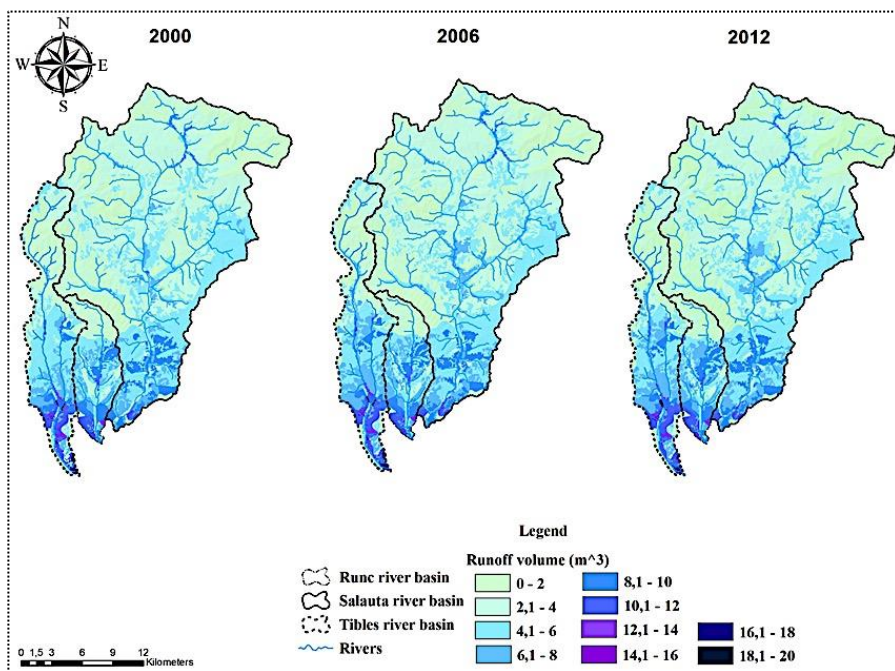 2000 2006 2012
N
W E
S
Legend
Runoff volume (m^3)
Runc river basin
Salauta river basin
Tibles river basin
Rivers
0 - 2
2,1 - 4
4,1 - 6
6,1 - 8
8,1 - 10
10,1 - 12
12,1 - 14
14,1 - 16
16,1 - 18
18,1 - 20
0 1,5 3 6 9 12
Kilometers